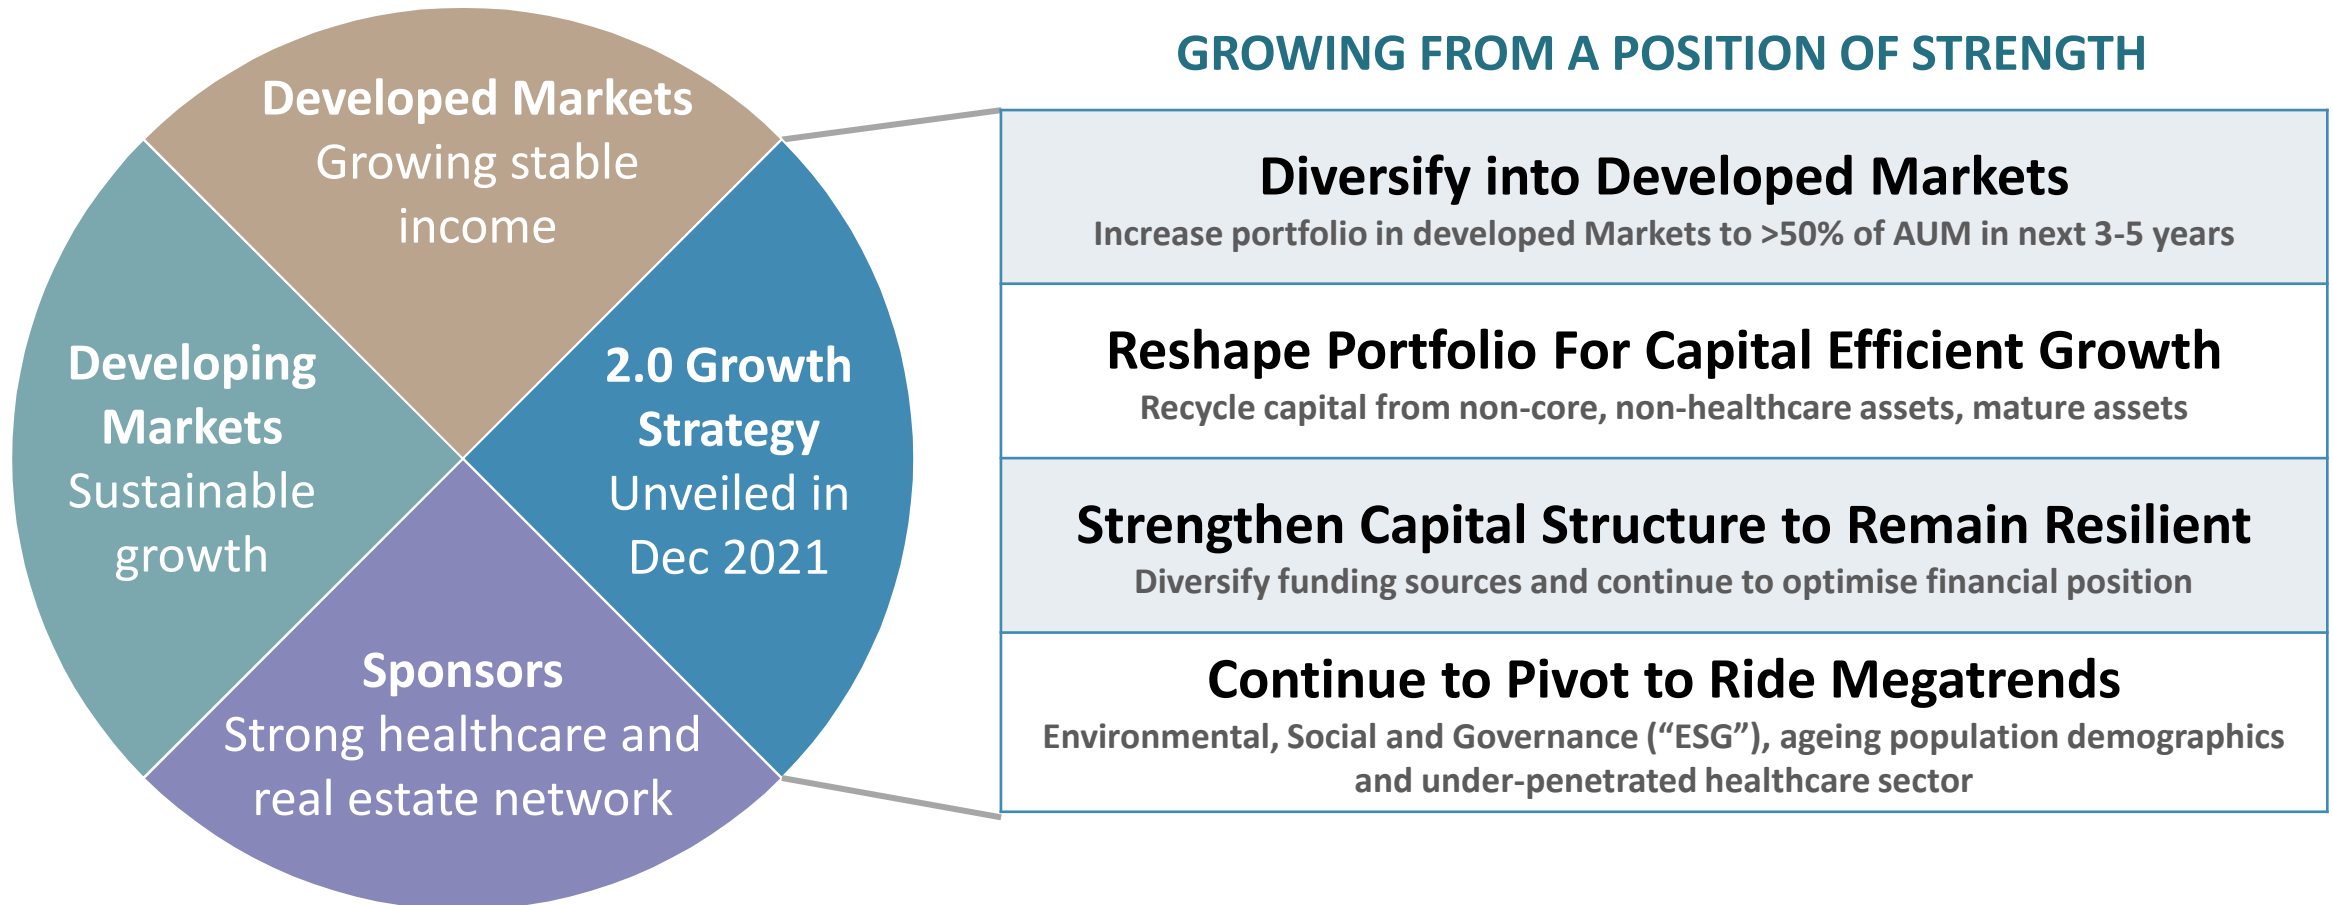 GROWING FROM A POSITION OF STRENGTH
Developed Markets
Growing stable
income
Developing
Markets
Sustainable
growth
2.0 Growth
Strategy
Unveiled in
Dec 2021
Sponsors
Strong healthcare and
real estate network
Diversify into Developed Markets
Increase portfolio in developed Markets to >50% of AUM in next 3-5 years
Reshape Portfolio For Capital Efficient Growth
Recycle capital from non-core, non-healthcare assets, mature assets
Strengthen Capital Structure to Remain Resilient
Diversify funding sources and continue to optimise financial position
Continue to Pivot to Ride Megatrends
Environmental, Social and Governance (“ESG”), ageing population demographics
and under-penetrated healthcare sector